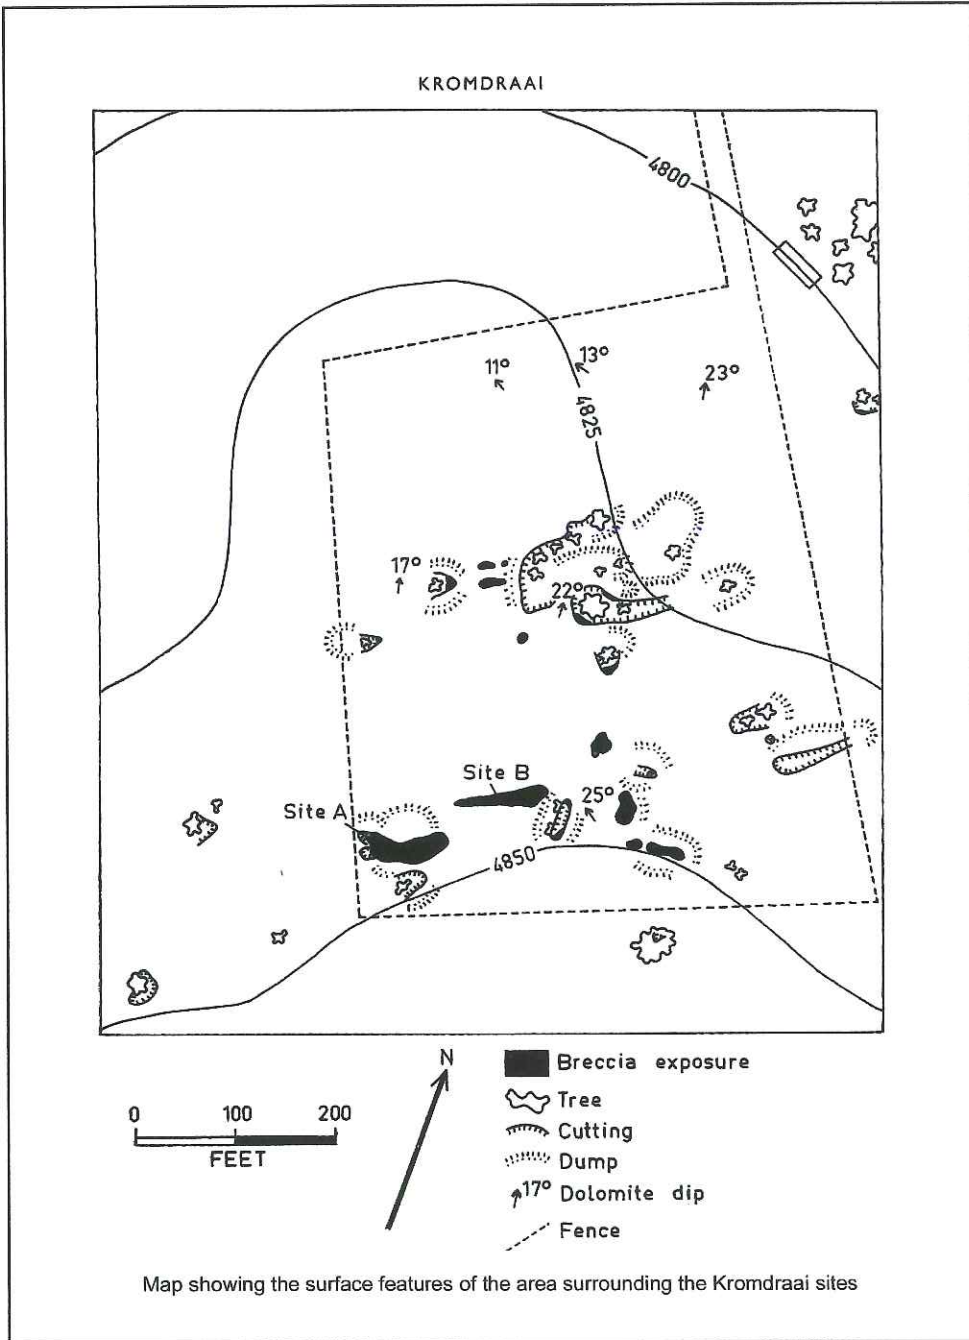 KROMDRAAI
4800
11°
13°
23°
4825
17°
22°
Site B
25°
Site A
4850
N
Breccia exposure
Tree
0 100 200
Cutting
FEET
Dump
17° Dolomite dip
Fence
Map showing the surface features of the area surrounding the Kromdraai sites